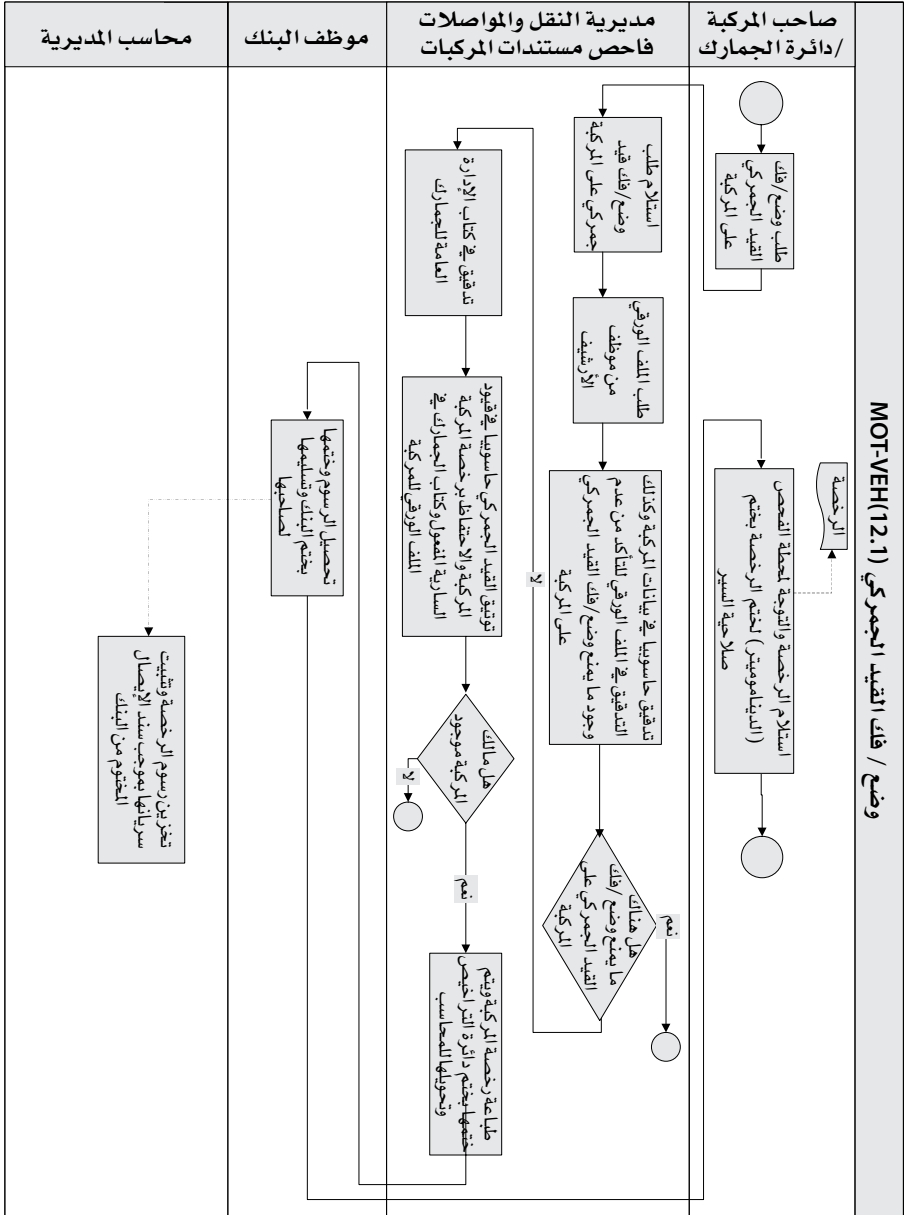 وضع / فك القيد الجمركي MOT-VEH(12.1)
صاحب المركبة
/دائرة الجمارك
مديرية النقل والمواصلات
فاحص مستندات المركبات
موظف البنك
محاسب المديرية
طلب وضع/فك
القيد الجمركي
على المركبة
الرخصة
استلام الرخصة والتوجة لمحطة الفحص
(الديناموميتر) لختم الرخصة بختم
صلاحية السير
استلام طلب
وضع/فك قيد
جمركي على المركبة
طلب الملف الورقي
من موظف
الأرشيف
تدقيق حاسوبيا في بيانات المركبة وكذلك
التدقيق في الملف الورقي للتأكد من عدم
وجود ما يمنع وضع/فك القيد الجمركي
على المركبة
هل هناك
ما يمنع وضع /فك
القيد الجمركي على
المركبة
نعم
لا
تدقيق في كتاب الإدارة
العامة للجمارك
توثيق القيد الجمركي حاسوبيا في قيود
المركبة والاحتفاظ برخصة المركبة
السارية المفعول وكتاب الجمارك في
الملف الورقي للمركبة
هل مالك
المركبة موجود
لا
نعم
طباعة رخصة المركبة ويتم
ختمها بختم دائرة التراخيص
وتحويلها للمحاسب
تحصيل الرسوم وختمها
بختم البنك وتسليمها
لصاحبها
تخزين رسوم الرخصة وتثبيت
سريانها بموجب سند الإيصال
المختوم من البنك